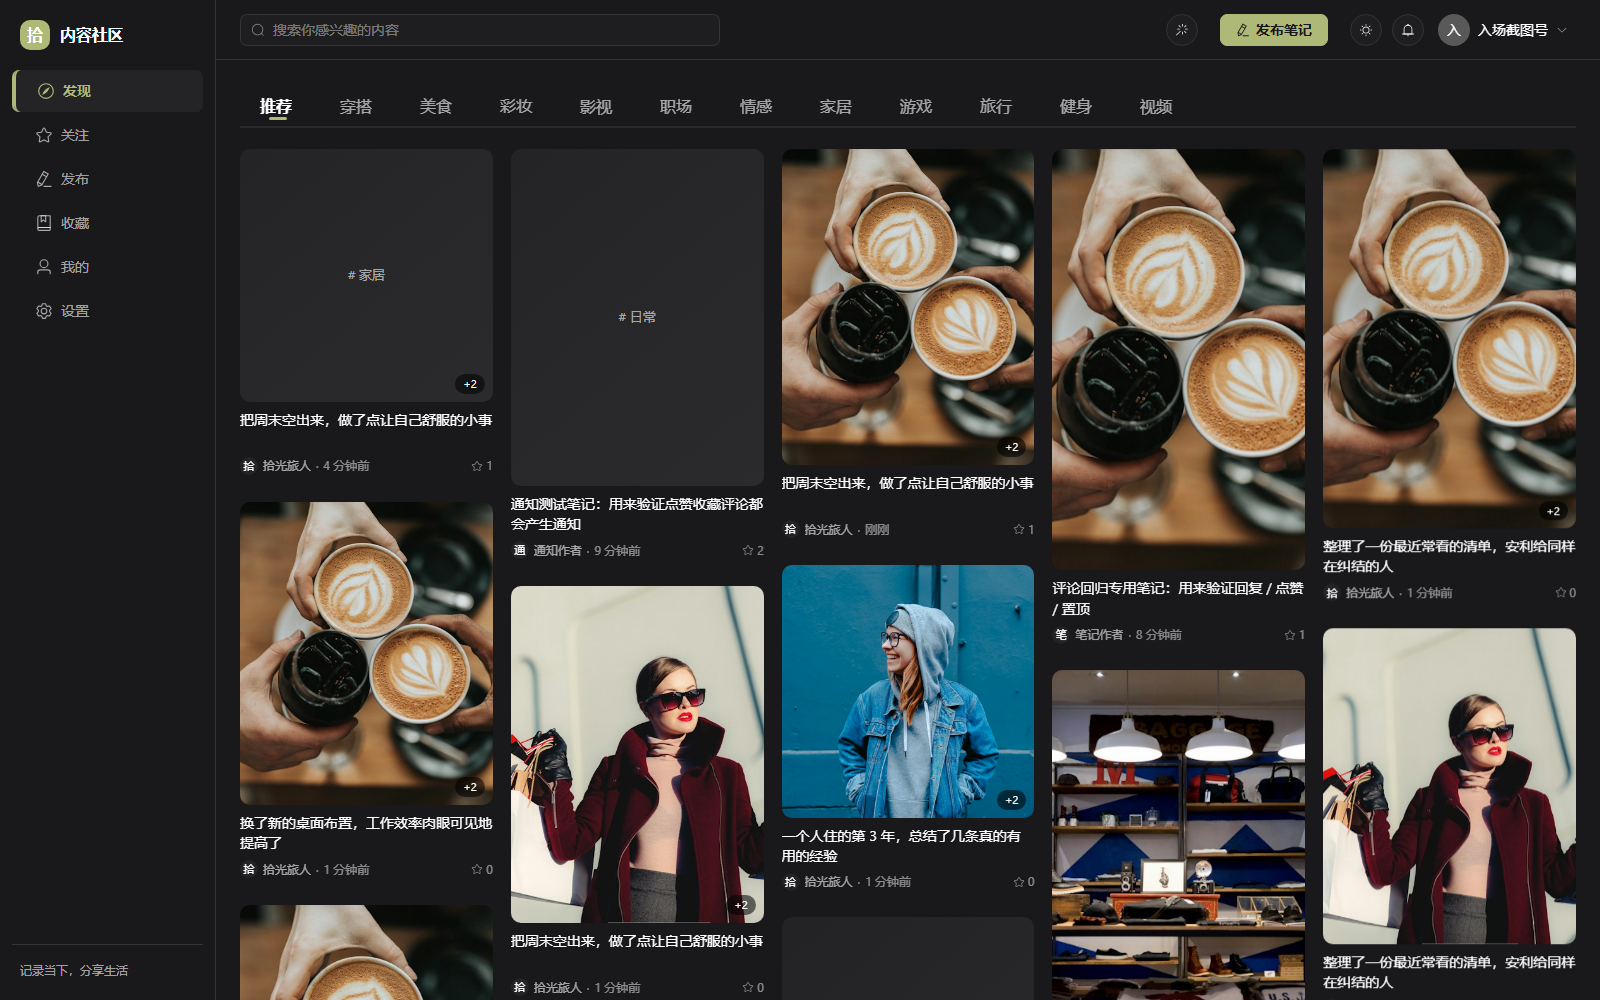 拾 内容社区
搜索你感兴趣的内容
发布笔记
入 入场截图号
发现
关注
发布
收藏
我的
设置
记录当下，分享生活
推荐 穿搭 美食 彩妆 影视 职场 情感 家居 游戏 旅行 健身 视频
# 家居
+2
把周末空出来，做了点让自己舒服的小事
拾 拾光旅人 · 4 分钟前 1
+2
换了新的桌面布置，工作效率肉眼可见地
提高了
拾 拾光旅人 · 1 分钟前 0
# 日常
通知测试笔记：用来验证点赞收藏评论都
会产生通知
通 通知作者 · 9 分钟前 2
+2
把周末空出来，做了点让自己舒服的小事
拾 拾光旅人 · 1 分钟前 0
+2
把周末空出来，做了点让自己舒服的小事
拾 拾光旅人 · 刚刚 1
+2
一个人住的第 3 年，总结了几条真的有
用的经验
拾 拾光旅人 · 1 分钟前 0
评论回归专用笔记：用来验证回复 / 点赞
/ 置顶
笔 笔记作者 · 8 分钟前 1
M
+2
整理了一份最近常看的清单，安利给同样
在纠结的人
拾 拾光旅人 · 1 分钟前 0
整理了一份最近常看的清单，安利给同样
在纠结的人